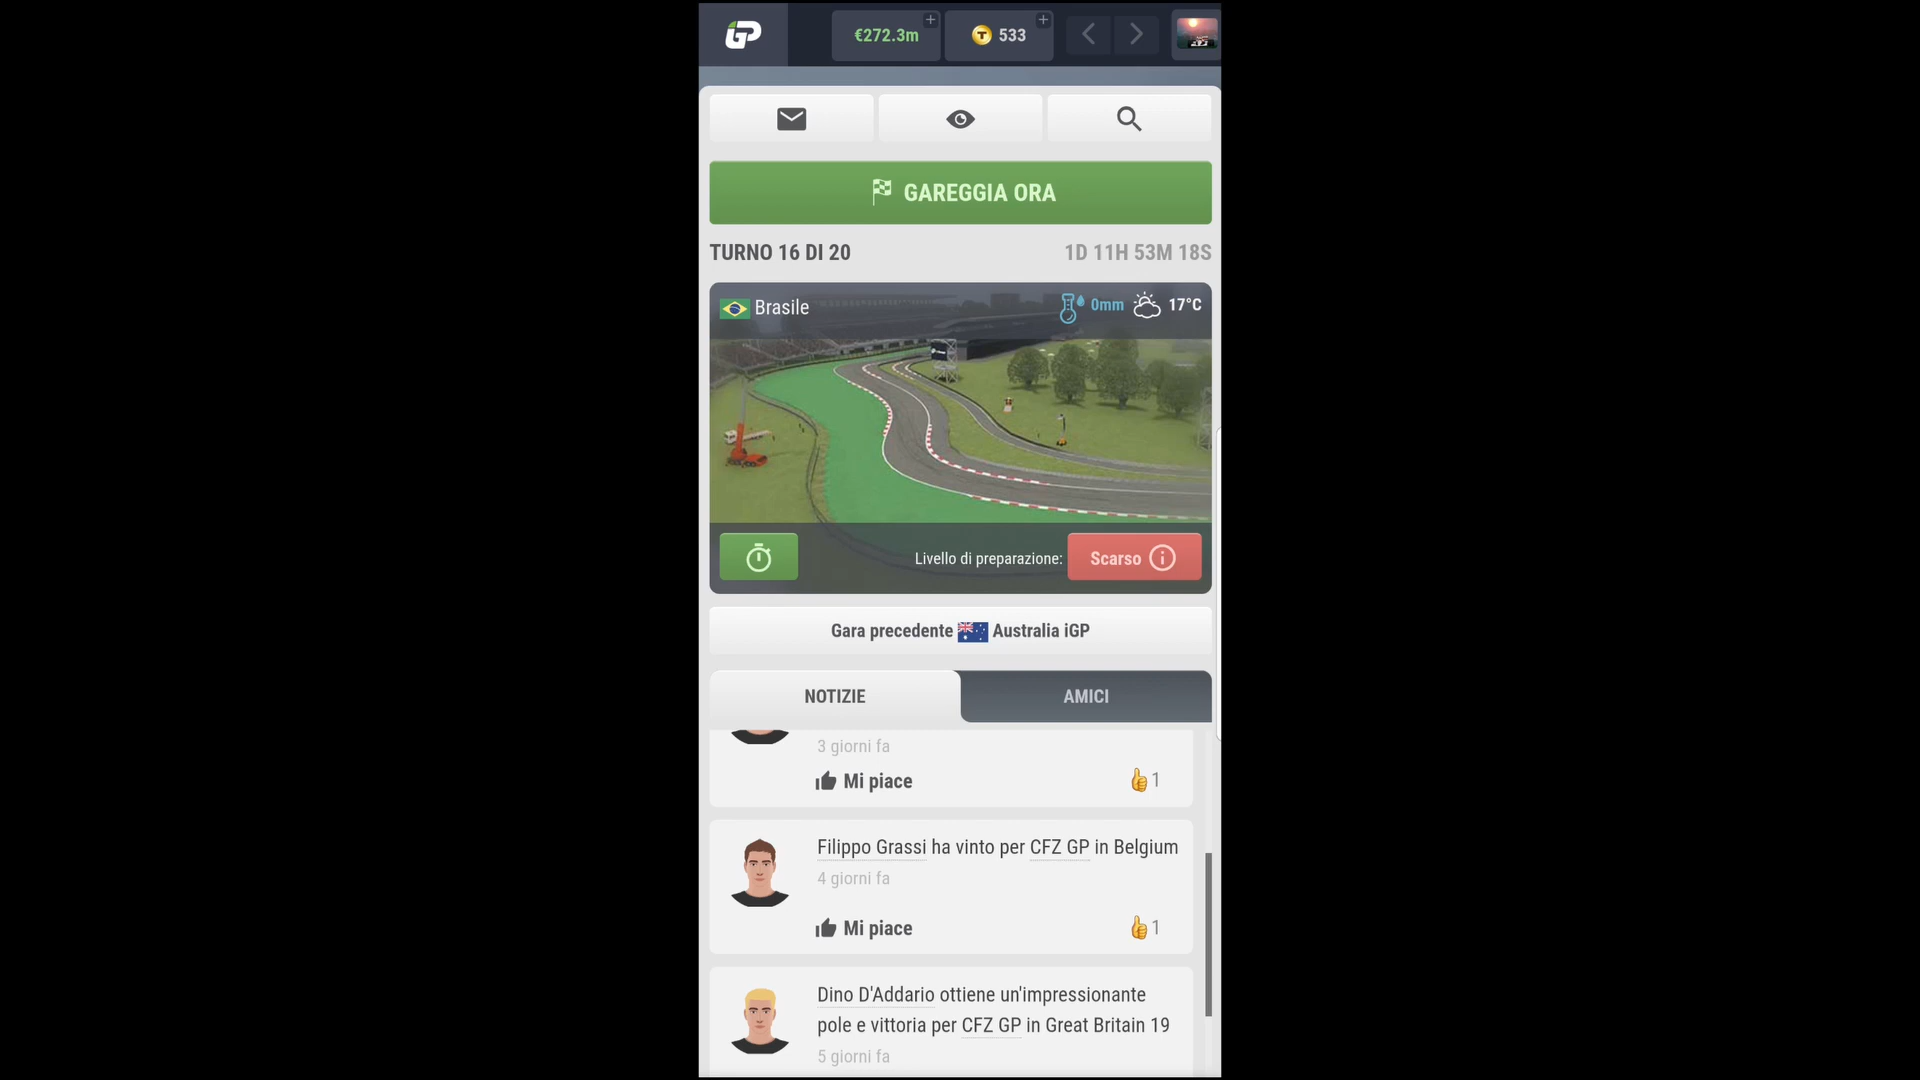 GP
€272.3m
533
GAREGGIA ORA
TURNO 16 DI 20
1D 11H 53M 18S
Brasile
0mm
17°C
Livello di preparazione:
Scarso
Gara precedente Australia iGP
NOTIZIE
AMICI
3 giorni fa
Mi piace
1
Filippo Grassi ha vinto per CFZ GP in Belgium
4 giorni fa
Mi piace
1
Dino D'Addario ottiene un'impressionante
pole e vittoria per CFZ GP in Great Britain 19
5 giorni fa